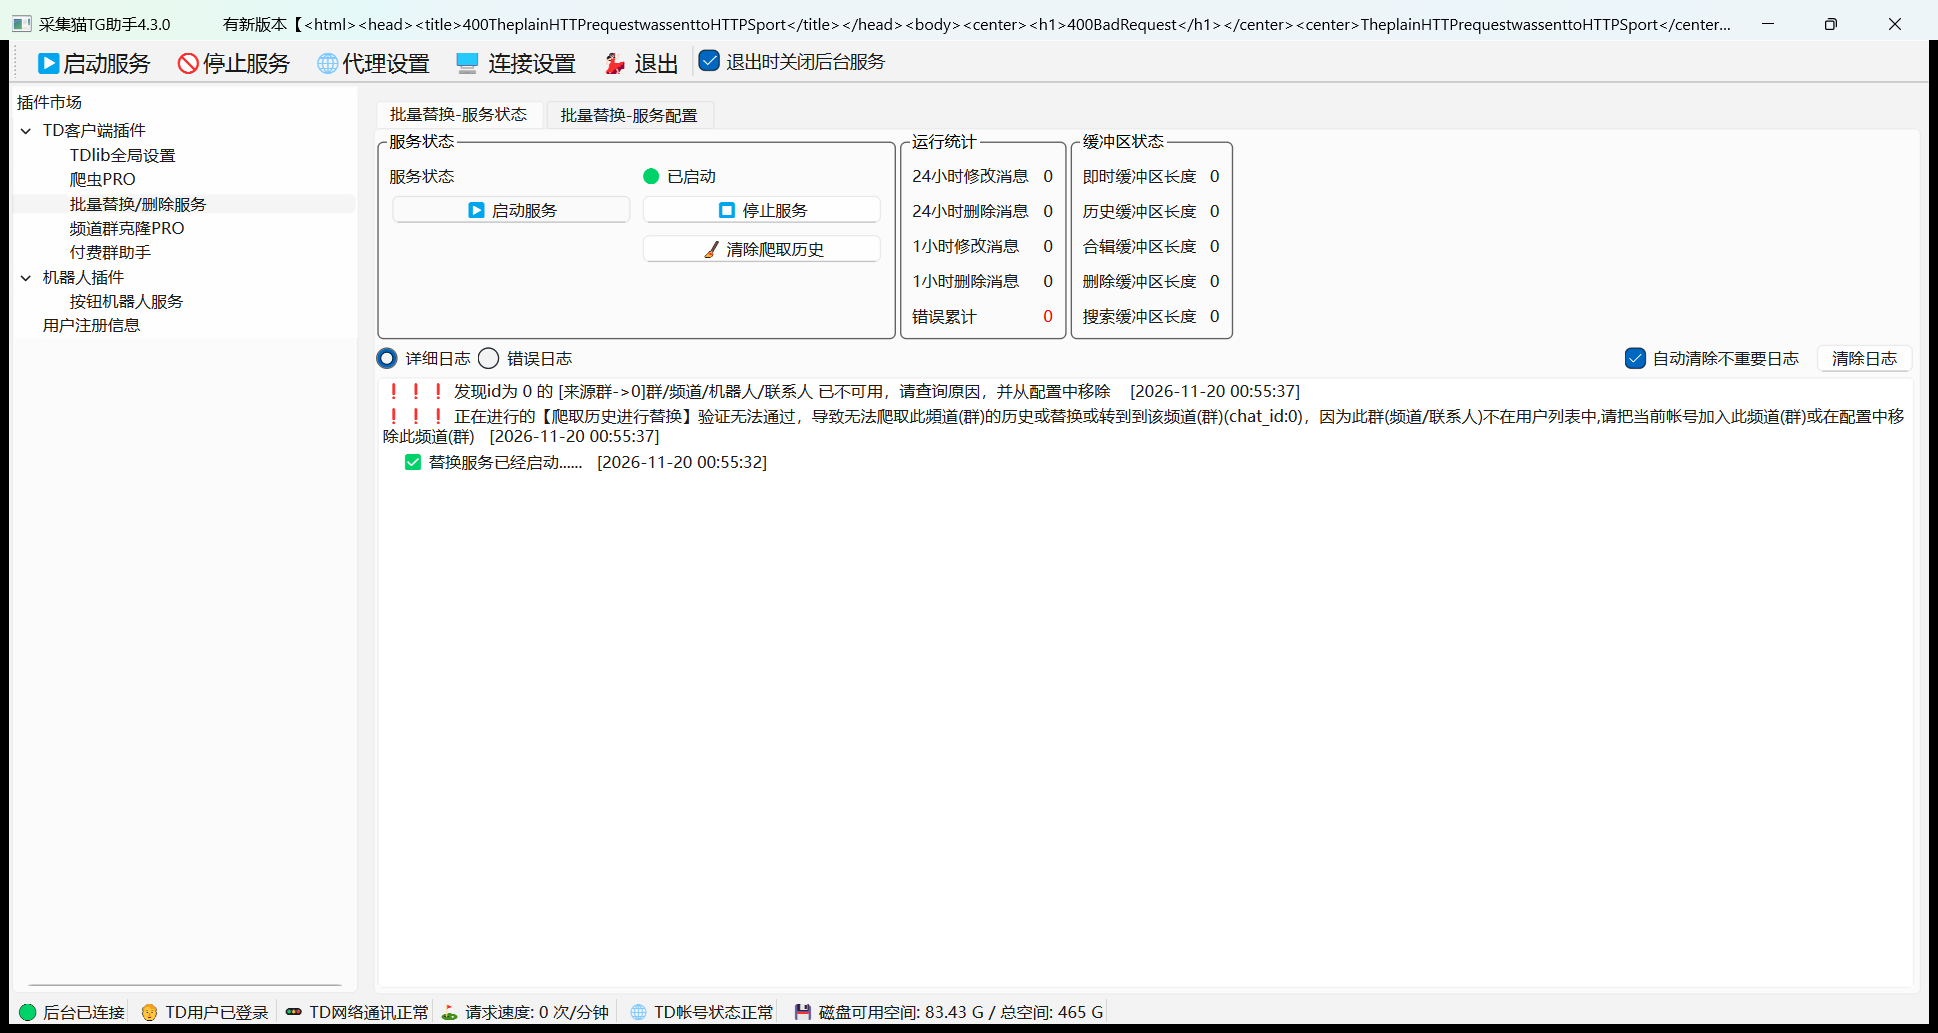 采集猫TG助手4.3.0 有新版本【<html><head><title>400TheplainHTTPrequestwassenttoHTTPSport</title></head><body><center><h1>400BadRequest</h1></center><center>TheplainHTTPrequestwassenttoHTTPSport</center...
启动服务 停止服务 代理设置 连接设置 退出 退出时关闭后台服务
插件市场
TD客户端插件
TDlib全局设置
爬虫PRO
批量替换/删除服务
频道群克隆PRO
付费群助手
机器人插件
按钮机器人服务
用户注册信息
批量替换-服务状态 批量替换-服务配置
服务状态
服务状态 已启动
启动服务 停止服务
清除爬取历史
运行统计
24小时修改消息 0
24小时删除消息 0
1小时修改消息 0
1小时删除消息 0
错误累计 0
缓冲区状态
即时缓冲区长度 0
历史缓冲区长度 0
合辑缓冲区长度 0
删除缓冲区长度 0
搜索缓冲区长度 0
详细日志 错误日志 自动清除不重要日志 清除日志
❗❗❗发现id为 0 的 [来源群->0]群/频道/机器人/联系人 已不可用，请查询原因，并从配置中移除 [2026-11-20 00:55:37]
❗❗❗正在进行的【爬取历史进行替换】验证无法通过，导致无法爬取此頻道(群)的历史或替换或转到到该频道(群)(chat_id:0)，因为此群(频道/联系人)不在用户列表中,请把当前帐号加入此频道(群)或在配置中移
除此频道(群) [2026-11-20 00:55:37]
✅ 替换服务已经启动...... [2026-11-20 00:55:32]
后台已连接 TD用户已登录 TD网络通讯正常 请求速度: 0 次/分钟 TD帐号状态正常 磁盘可用空间: 83.43 G / 总空间: 465 G